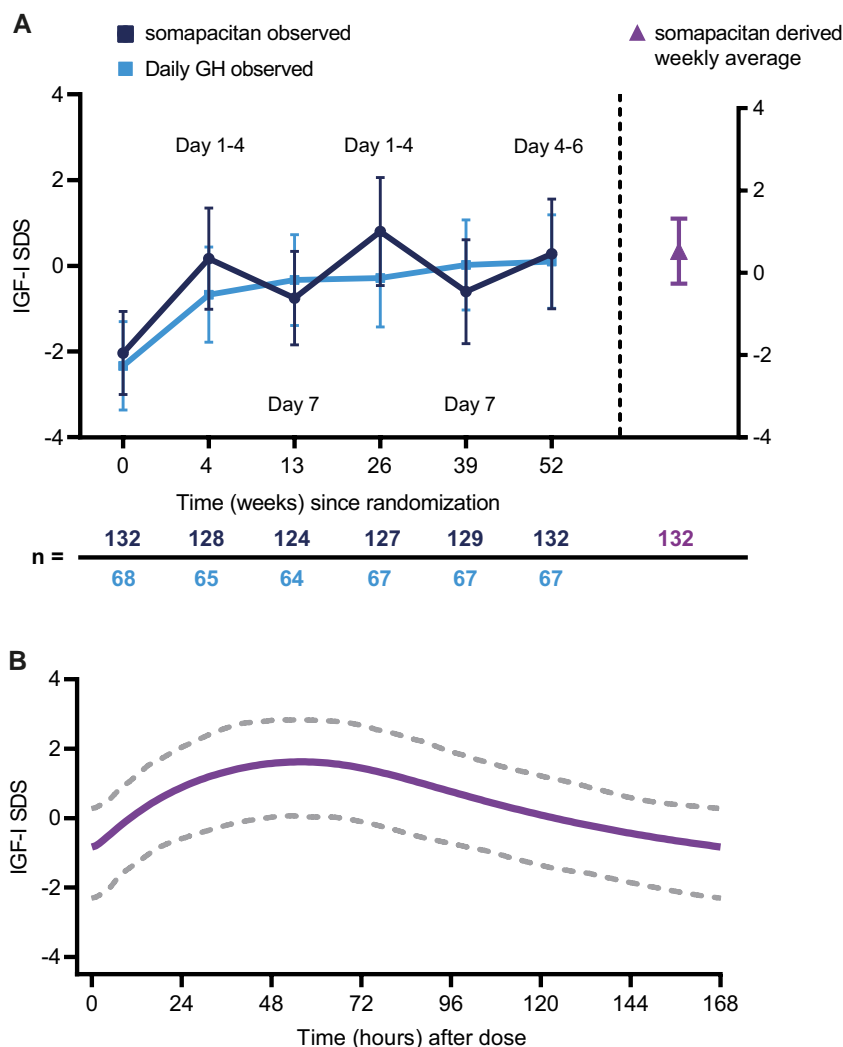 A
somapacitan observed
Daily GH observed
somapacitan derived
weekly average
4
2
0
-2
-4
IGF-I SDS
Day 1-4
Day 1-4
Day 4-6
Day 7
Day 7
4
2
0
-2
-4
0 4 13 26 39 52
Time (weeks) since randomization
132 128 124 127 129 132 132
n =
68 65 64 67 67 67
B
4
2
0
-2
-4
IGF-I SDS
0 24 48 72 96 120 144 168
Time (hours) after dose